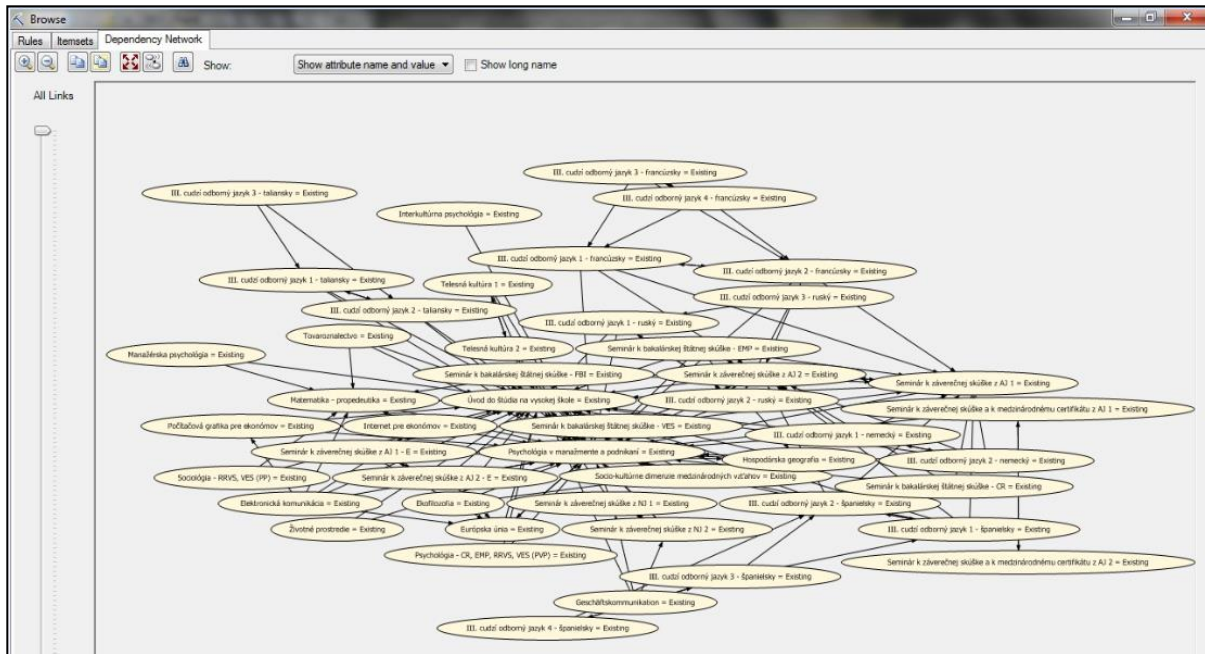 Browse
Rules Itemsets Dependency Network
Show: Show attribute name and value Show long name
All Links
III. cudzí odborný jazyk 3 - francúzsky = Existing
III. cudzí odborný jazyk 3 - taliansky = Existing
III. cudzí odborný jazyk 4 - francúzsky = Existing
Interkultúrna psychológia = Existing
III. cudzí odborný jazyk 1 - francúzsky = Existing
III. cudzí odborný jazyk 2 - francúzsky = Existing
III. cudzí odborný jazyk 1 - taliansky = Existing
Telesná kultúra 1 = Existing
III. cudzí odborný jazyk 3 - ruský = Existing
III. cudzí odborný jazyk 2 - taliansky = Existing
III. cudzí odborný jazyk 1 - ruský = Existing
Tovaroznalectvo = Existing
Manažérska psychológia = Existing
Telesná kultúra 2 = Existing
Seminár k bakalárskej štátnej skúške - EMP = Existing
Seminár k bakalárskej štátnej skúške - FBI = Existing
Seminár k záverečnej skúške z AJ 2 = Existing
Seminár k záverečnej skúške z AJ 1 = Existing
Matematika - propedeutika = Existing
Úvod do štúdia na vysokej škole = Existing
III. cudzí odborný jazyk 2 - ruský = Existing
Seminár k záverečnej skúške a k medzinárodnému certifikátu z AJ 1 = Existing
Počítačová grafika pre ekonómov = Existing
Internet pre ekonómov = Existing
Seminár k bakalárskej štátnej skúške - VES = Existing
III. cudzí odborný jazyk 1 - nemecký = Existing
Seminár k záverečnej skúške z AJ 1 - E = Existing
Psychológia v manažmente a podnikaní = Existing
Hospodárska geografia = Existing
III. cudzí odborný jazyk 2 - nemecký = Existing
Sociológia - RRVS, VES (PP) = Existing
Seminár k záverečnej skúške z AJ 2 - E = Existing
Socio-kultúrne dimenzie medzinárodných vzťahov = Existing
Seminár k bakalárskej štátnej skúške - CR = Existing
Elektronická komunikácia = Existing
Ekofilozofia = Existing
Seminár k záverečnej skúške z NJ 1 = Existing
III. cudzí odborný jazyk 2 - španielsky = Existing
Životné prostredie = Existing
Európska únia = Existing
Seminár k záverečnej skúške z NJ 2 = Existing
III. cudzí odborný jazyk 1 - španielsky = Existing
Psychológia - CR, EMP, RRVS, VES (PVP) = Existing
Seminár k záverečnej skúške a k medzinárodnému certifikátu z AJ 2 = Existing
III. cudzí odborný jazyk 3 - španielsky = Existing
Geschäftskommunikation = Existing
III. cudzí odborný jazyk 4 - španielsky = Existing